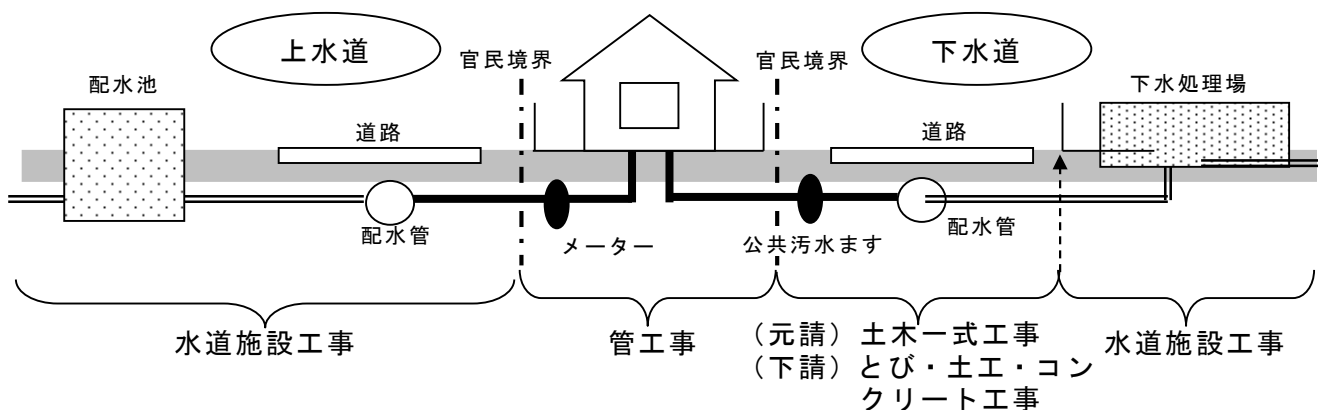 上水道
下水道
官民境界
官民境界
配水池
下水処理場
道路
道路
配水管
メーター
公共汚水ます
配水管
水道施設工事
管工事
（元請）土木一式工事
（下請）とび・土工・コン
クリート工事
水道施設工事